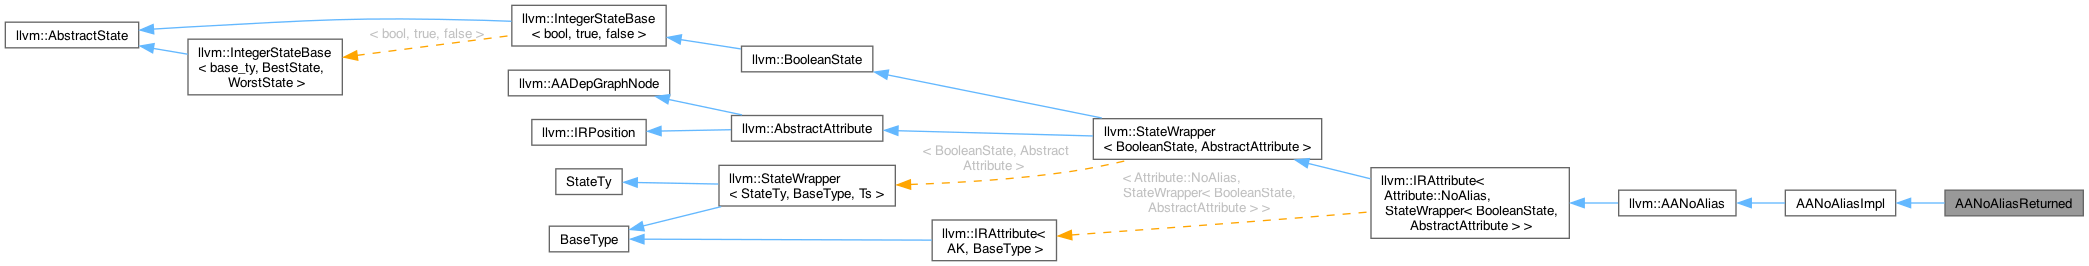 llvm::AbstractState
llvm::IntegerStateBase
< base_ty, BestState,
WorstState >
< bool, true, false >
llvm::IntegerStateBase
< bool, true, false >
llvm::AADepGraphNode
llvm::IRPosition
StateTy
BaseType
llvm::BooleanState
llvm::AbstractAttribute
llvm::StateWrapper
< StateTy, BaseType, Ts >
llvm::IRAttribute<
AK, BaseType >
< BooleanState, Abstract
Attribute >
llvm::StateWrapper
< BooleanState, AbstractAttribute >
< Attribute::NoAlias,
StateWrapper< BooleanState,
AbstractAttribute > >
llvm::IRAttribute<
Attribute::NoAlias,
StateWrapper< BooleanState,
AbstractAttribute > >
llvm::AANoAlias
AANoAliasImpl
AANoAliasReturned